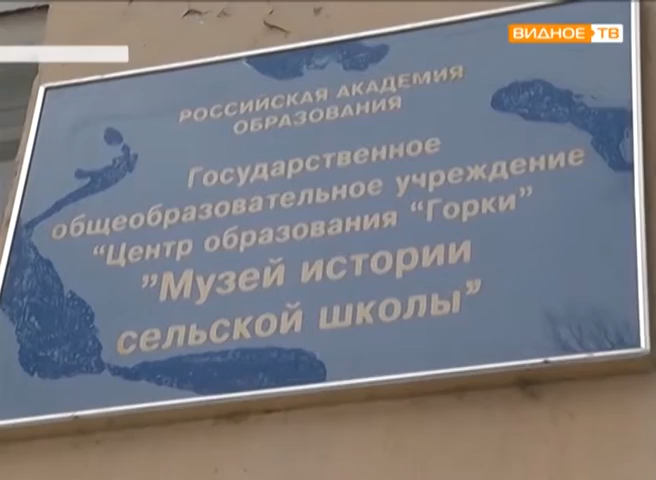 ВИДНОЕ ТВ
РОССИЙСКАЯ АКАДЕМИЯ
ОБРАЗОВАНИЯ
Государственное
общеобразовательное учреждение
"Центр образования "Горки"
"Музей истории
сельской школы"